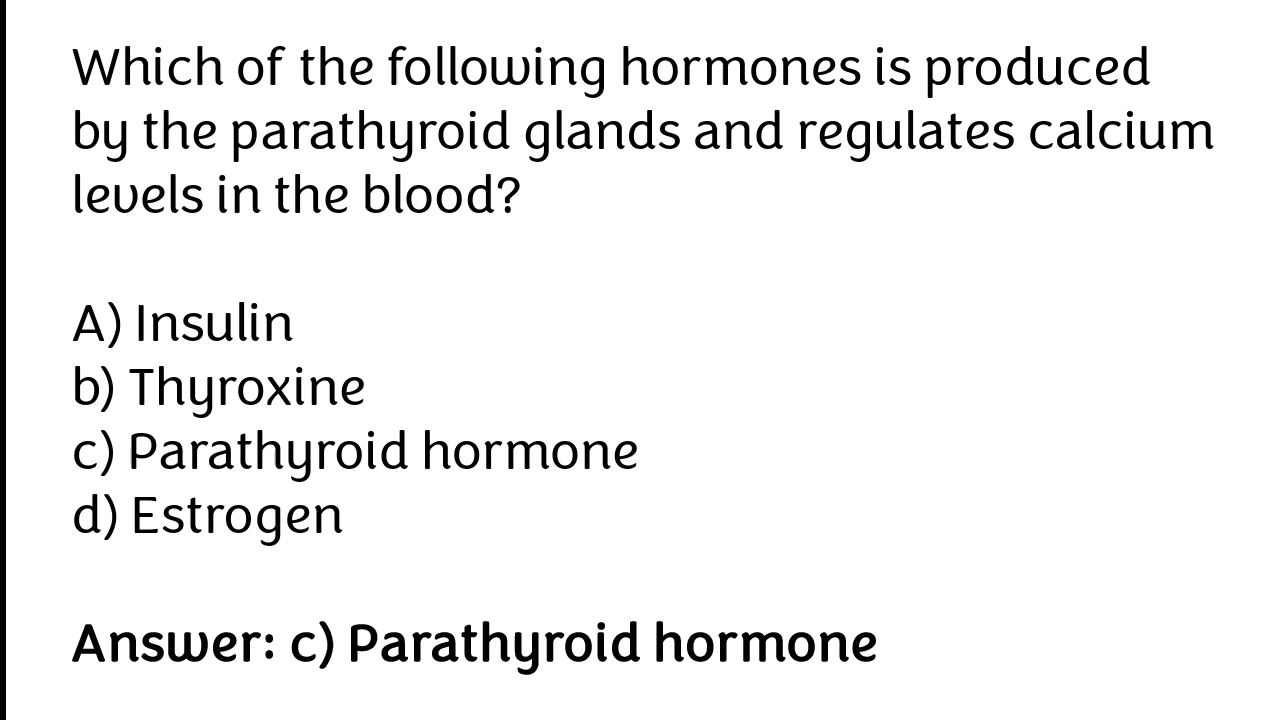 Which of the following hormones is produced
by the parathyroid glands and regulates calcium
levels in the blood?
A) Insulin
b) Thyroxine
c) Parathyroid hormone
d) Estrogen
Answer: c) Parathyroid hormone